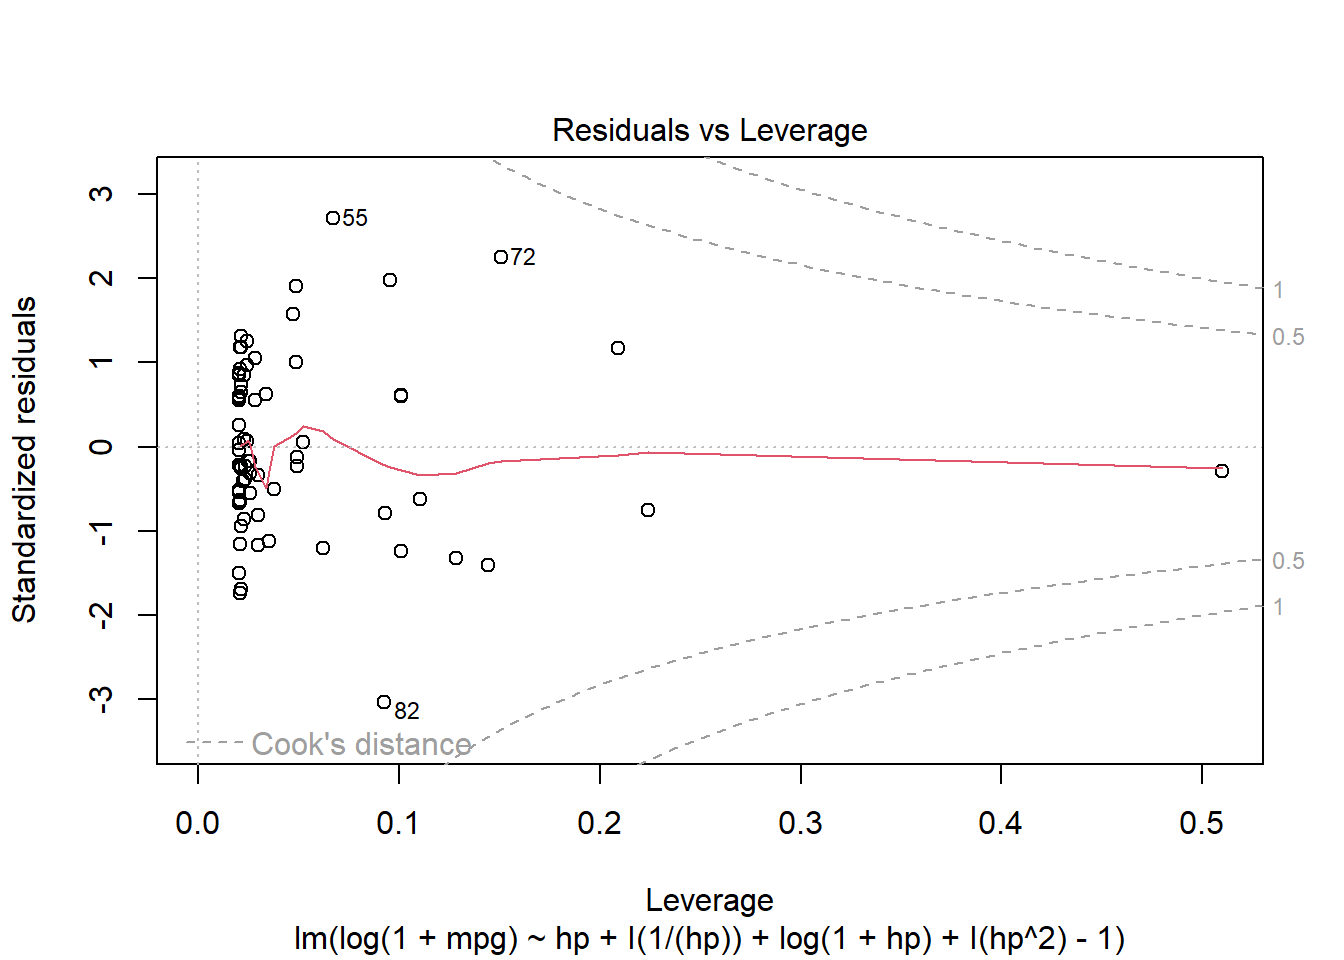 Residuals vs Leverage
Standardized residuals
3
2
1
0
-1
-2
-3
55
72
82
1
0.5
0.5
1
Cook's distance
0.0 0.1 0.2 0.3 0.4 0.5
Leverage
lm(log(1 + mpg) ~ hp + I(1/(hp)) + log(1 + hp) + I(hp^2) - 1)